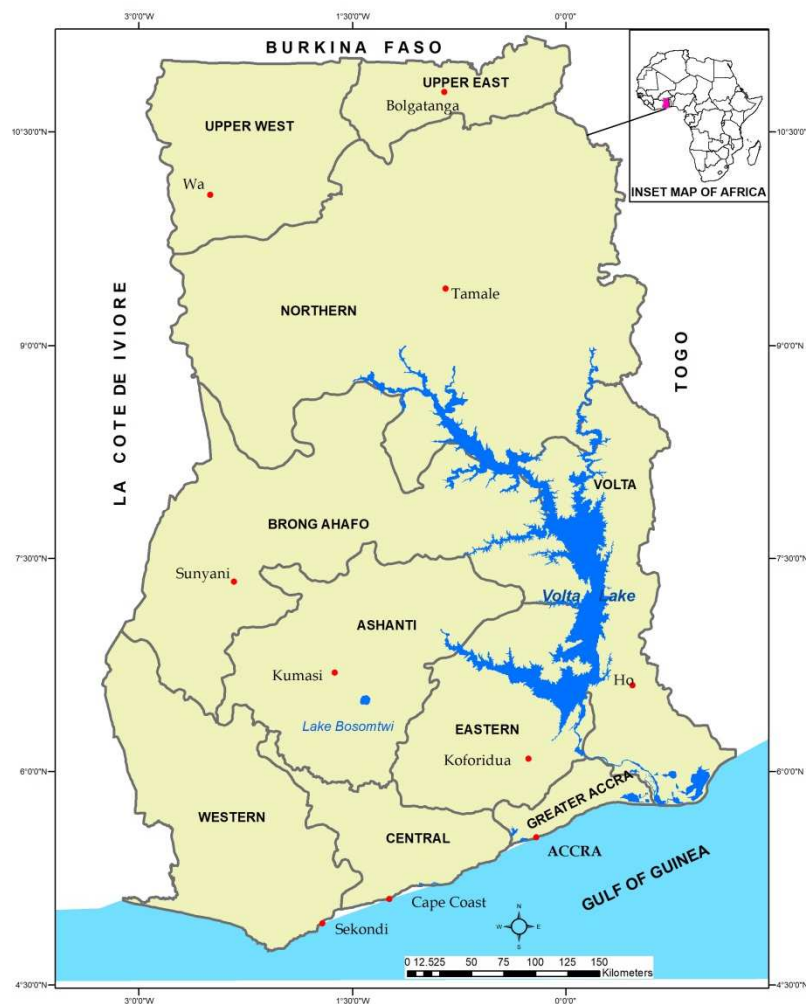 3°0'0"W
1°30'0"W
0°0'0"
BURKINA FASO
UPPER EAST
Bolgatanga
UPPER WEST
10°30'0"N
10°30'0"N
INSET MAP OF AFRICA
Wa
Tamale
NORTHERN
9°0'0"N
9°0'0"N
TOGO
LA COTE DE IVIORE
VOLTA
BRONG AHAFO
7°30'0"N
7°30'0"N
Sunyani
Volta Lake
ASHANTI
Kumasi
Ho
Lake Bosomtwi
EASTERN
Koforidua
6°0'0"N
6°0'0"N
GREATER ACCRA
WESTERN
CENTRAL
ACCRA
GULF OF GUINEA
Cape Coast
N
W E
S
Sekondi
0 12.525 50 75 100 125 150
Kilometers
4°30'0"N
4°30'0"N
3°0'0"W
1°30'0"W
0°0'0"